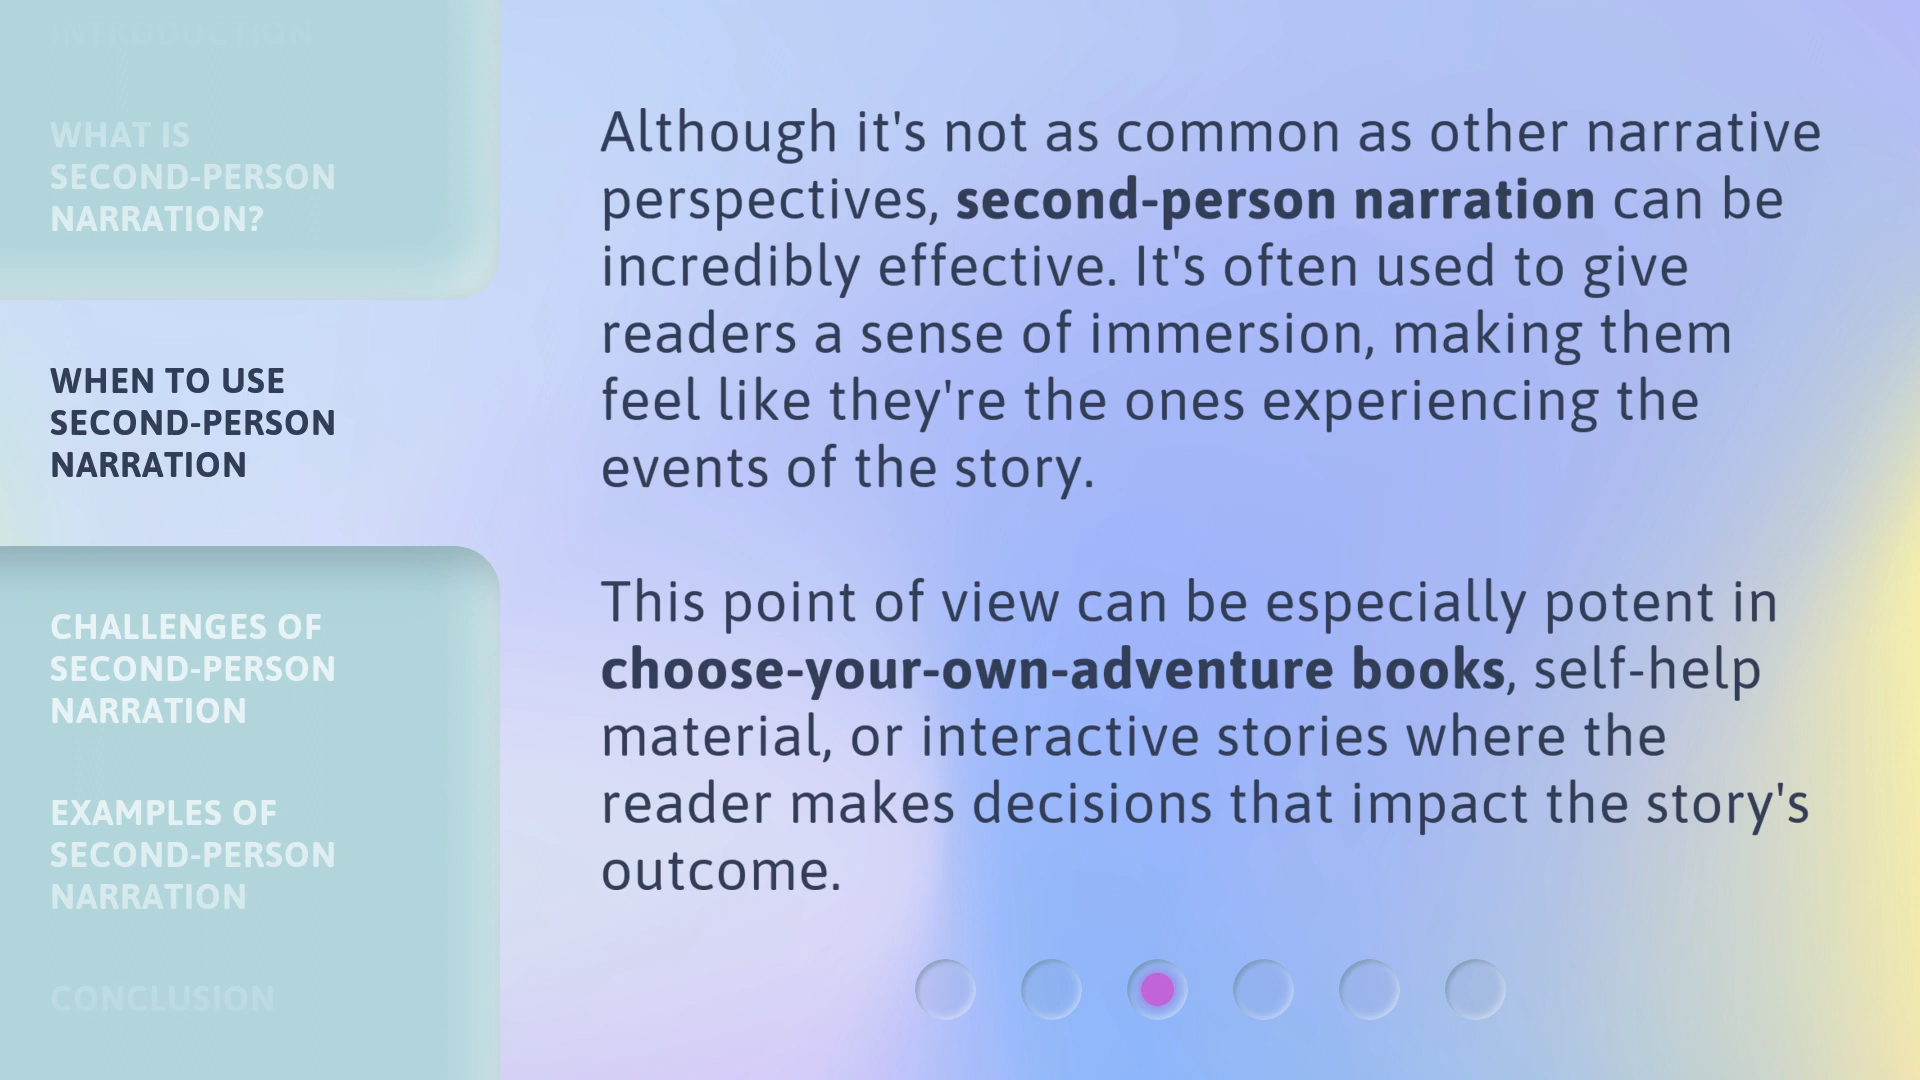 INTRODUCTION
WHAT IS
SECOND-PERSON
NARRATION?
WHEN TO USE
SECOND-PERSON
NARRATION
CHALLENGES OF
SECOND-PERSON
NARRATION
EXAMPLES OF
SECOND-PERSON
NARRATION
CONCLUSION
Although it's not as common as other narrative
perspectives, second-person narration can be
incredibly effective. It's often used to give
readers a sense of immersion, making them
feel like they're the ones experiencing the
events of the story.
This point of view can be especially potent in
choose-your-own-adventure books, self-help
material, or interactive stories where the
reader makes decisions that impact the story's
outcome.